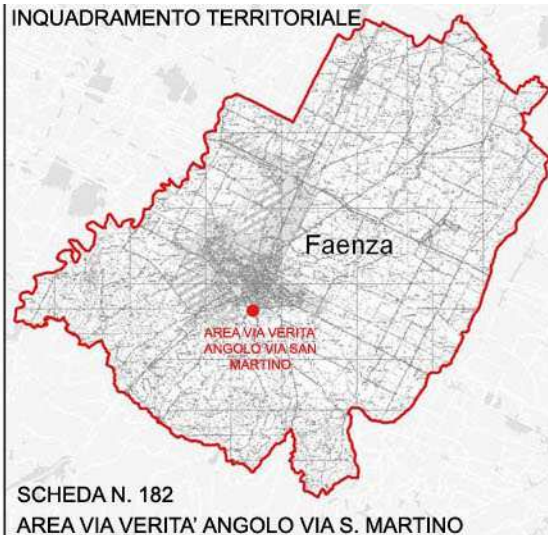 INQUADRAMENTO TERRITORIALE
Faenza
AREA VIA VERITA'
ANGOLO VIA SAN
MARTINO
SCHEDA N. 182
AREA VIA VERITA' ANGOLO VIA S. MARTINO